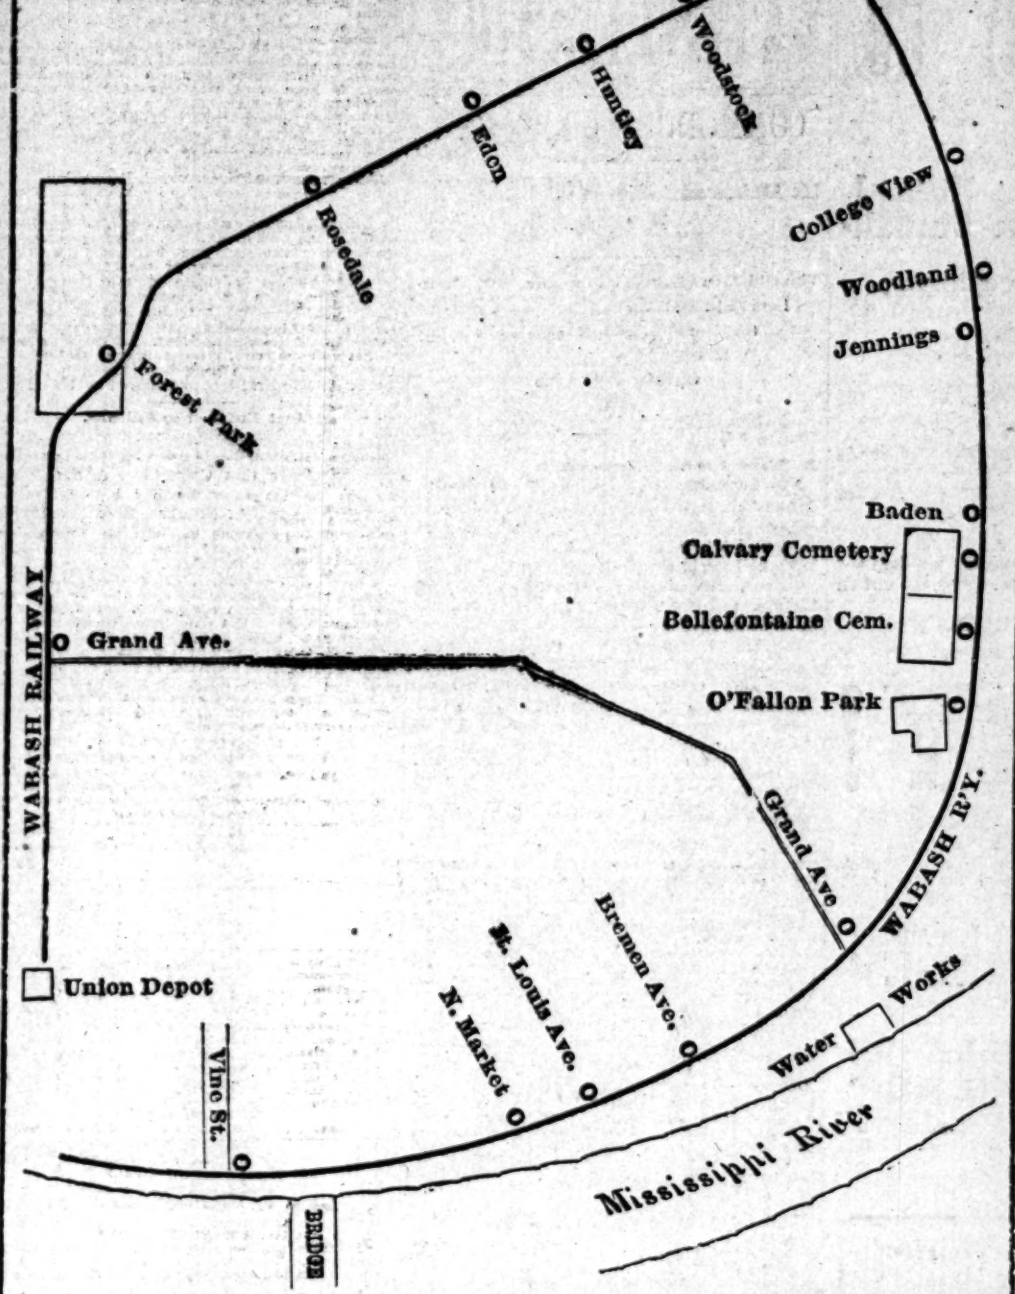 Woodstock
Huntley
Eden
Rosedale
College View
Woodland
Jennings
Forest Park
Baden
Calvary Cemetery
Bellefontaine Cem.
WABASH RAILWAY
Grand Ave.
O'Fallon Park
Grand Ave
WABASH R'Y.
Bremen Ave.
St. Louis Ave.
N. Market
Union Depot
Water Works
Vine St.
Mississippi River
BRIDGE